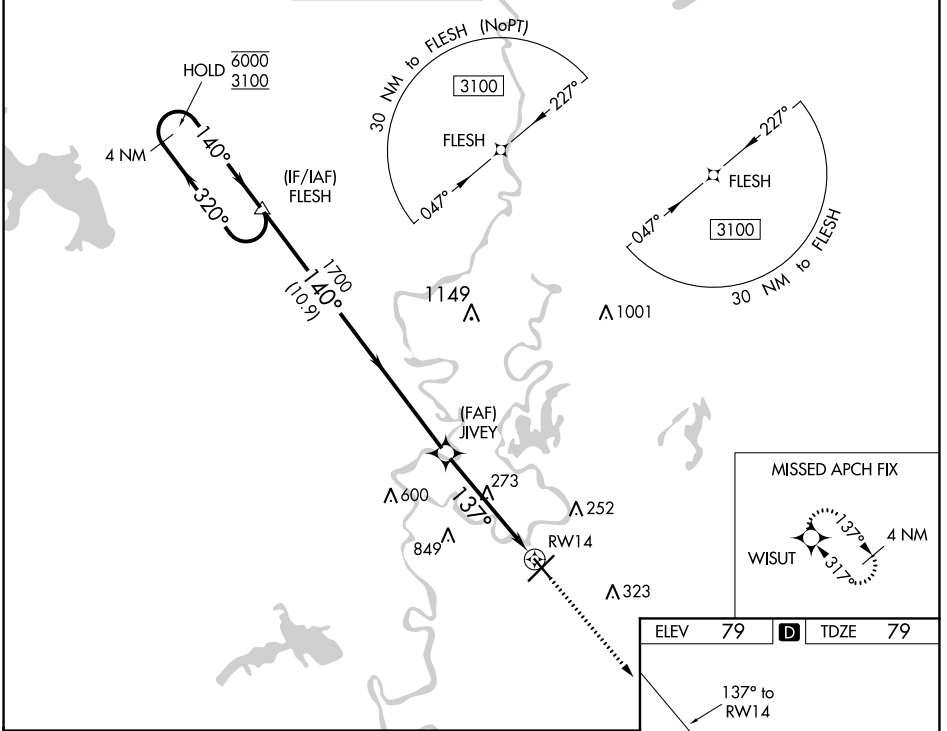 30 NM to FLESH (NoPT)
3100
FLESH
227°
047°
HOLD 6000
3100
4 NM
140°
320°
(IF/IAF)
FLESH
227°
FLESH
047°
3100
30 NM to FLESH
1700
140°
(10.9)
1149
1001
(FAF)
JIVEY
600
273
137°
252
849
RW14
323
MISSED APCH FIX
137°
4 NM
WISUT
317°
ELEV 79 D TDZE 79
137° to
RW14